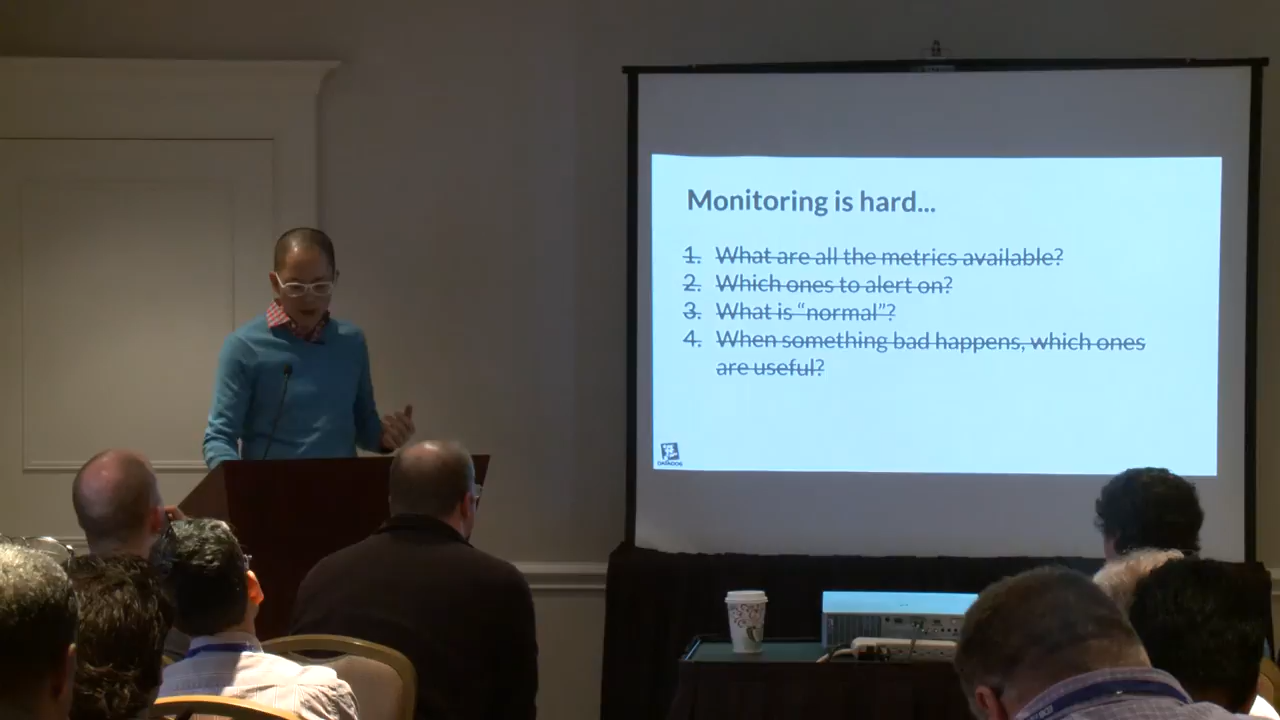 Monitoring is hard...
1. What are all the metrics available?
2. Which ones to alert on?
3. What is “normal”?
4. When something bad happens, which ones
are useful?
DATADOG